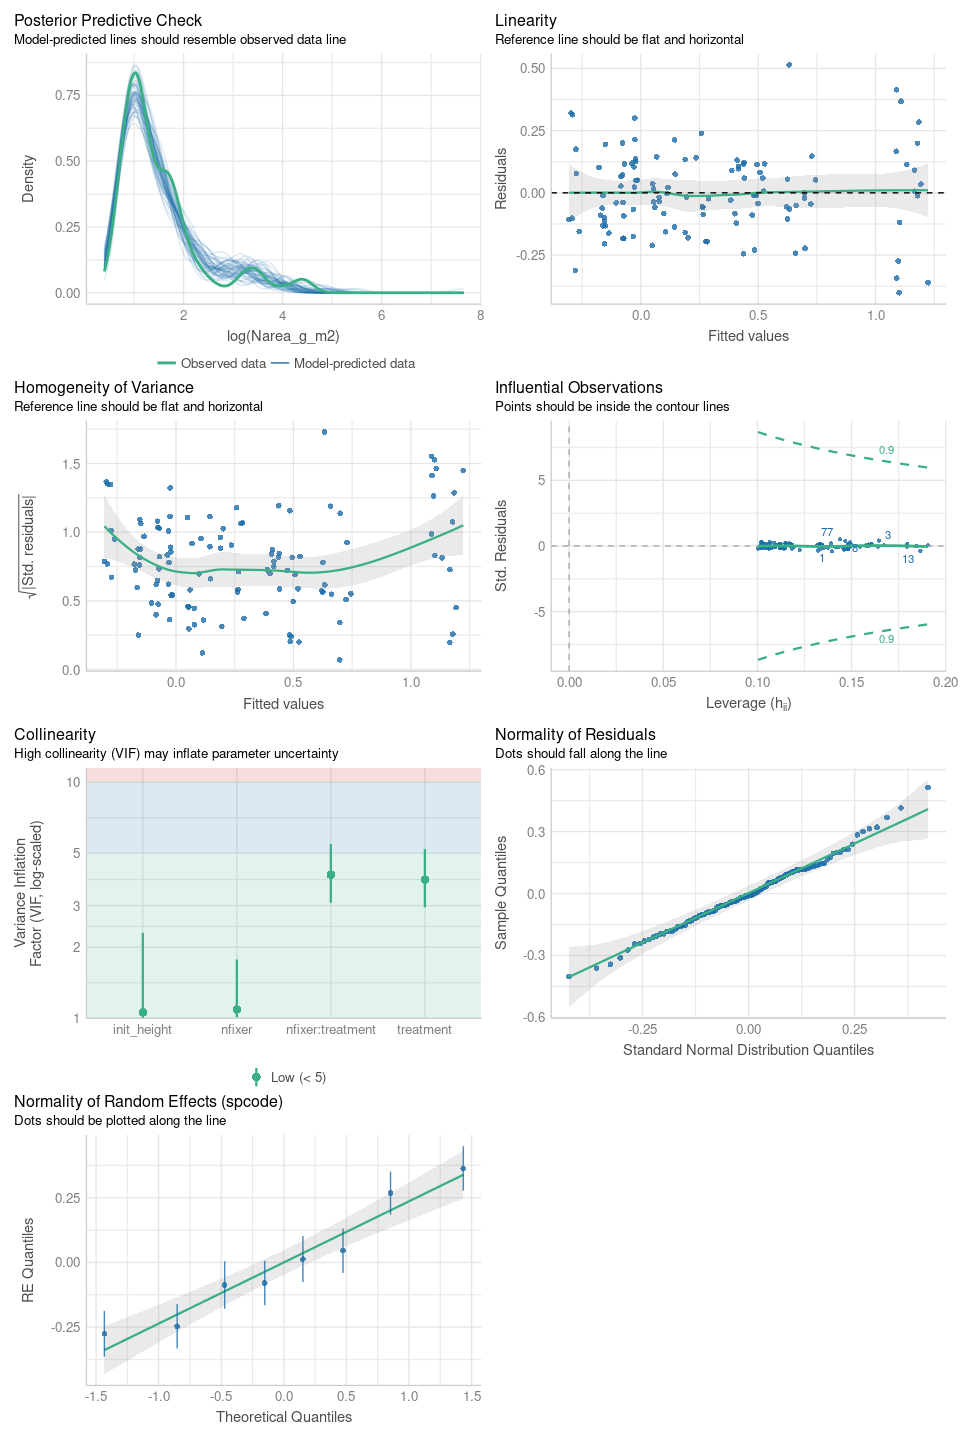 Posterior Predictive Check
Model-predicted lines should resemble observed data line
Density
0.75
0.50
0.25
0.00
2
4
6
8
log(Narea_g_m2)
Observed data
Model-predicted data
Linearity
Reference line should be flat and horizontal
Residuals
0.50
0.25
0.00
-0.25
0.0
0.5
1.0
Fitted values
Homogeneity of Variance
Reference line should be flat and horizontal
√|Std. residuals|
1.5
1.0
0.5
0.0
0.0
0.5
1.0
Fitted values
Influential Observations
Points should be inside the contour lines
Std. Residuals
5
0
-5
0.9
77
3
8
1
13
0.9
0.00
0.05
0.10
0.15
0.20
Leverage (hii)
Collinearity
High collinearity (VIF) may inflate parameter uncertainty
Variance Inflation
Factor (VIF, log-scaled)
10
5
3
2
1
init_height
nfixer
nfixer:treatment
treatment
Low (< 5)
Normality of Residuals
Dots should fall along the line
Sample Quantiles
0.6
0.3
0.0
-0.3
-0.6
-0.25
0.00
0.25
Standard Normal Distribution Quantiles
Normality of Random Effects (spcode)
Dots should be plotted along the line
RE Quantiles
0.25
0.00
-0.25
-1.5
-1.0
-0.5
0.0
0.5
1.0
1.5
Theoretical Quantiles